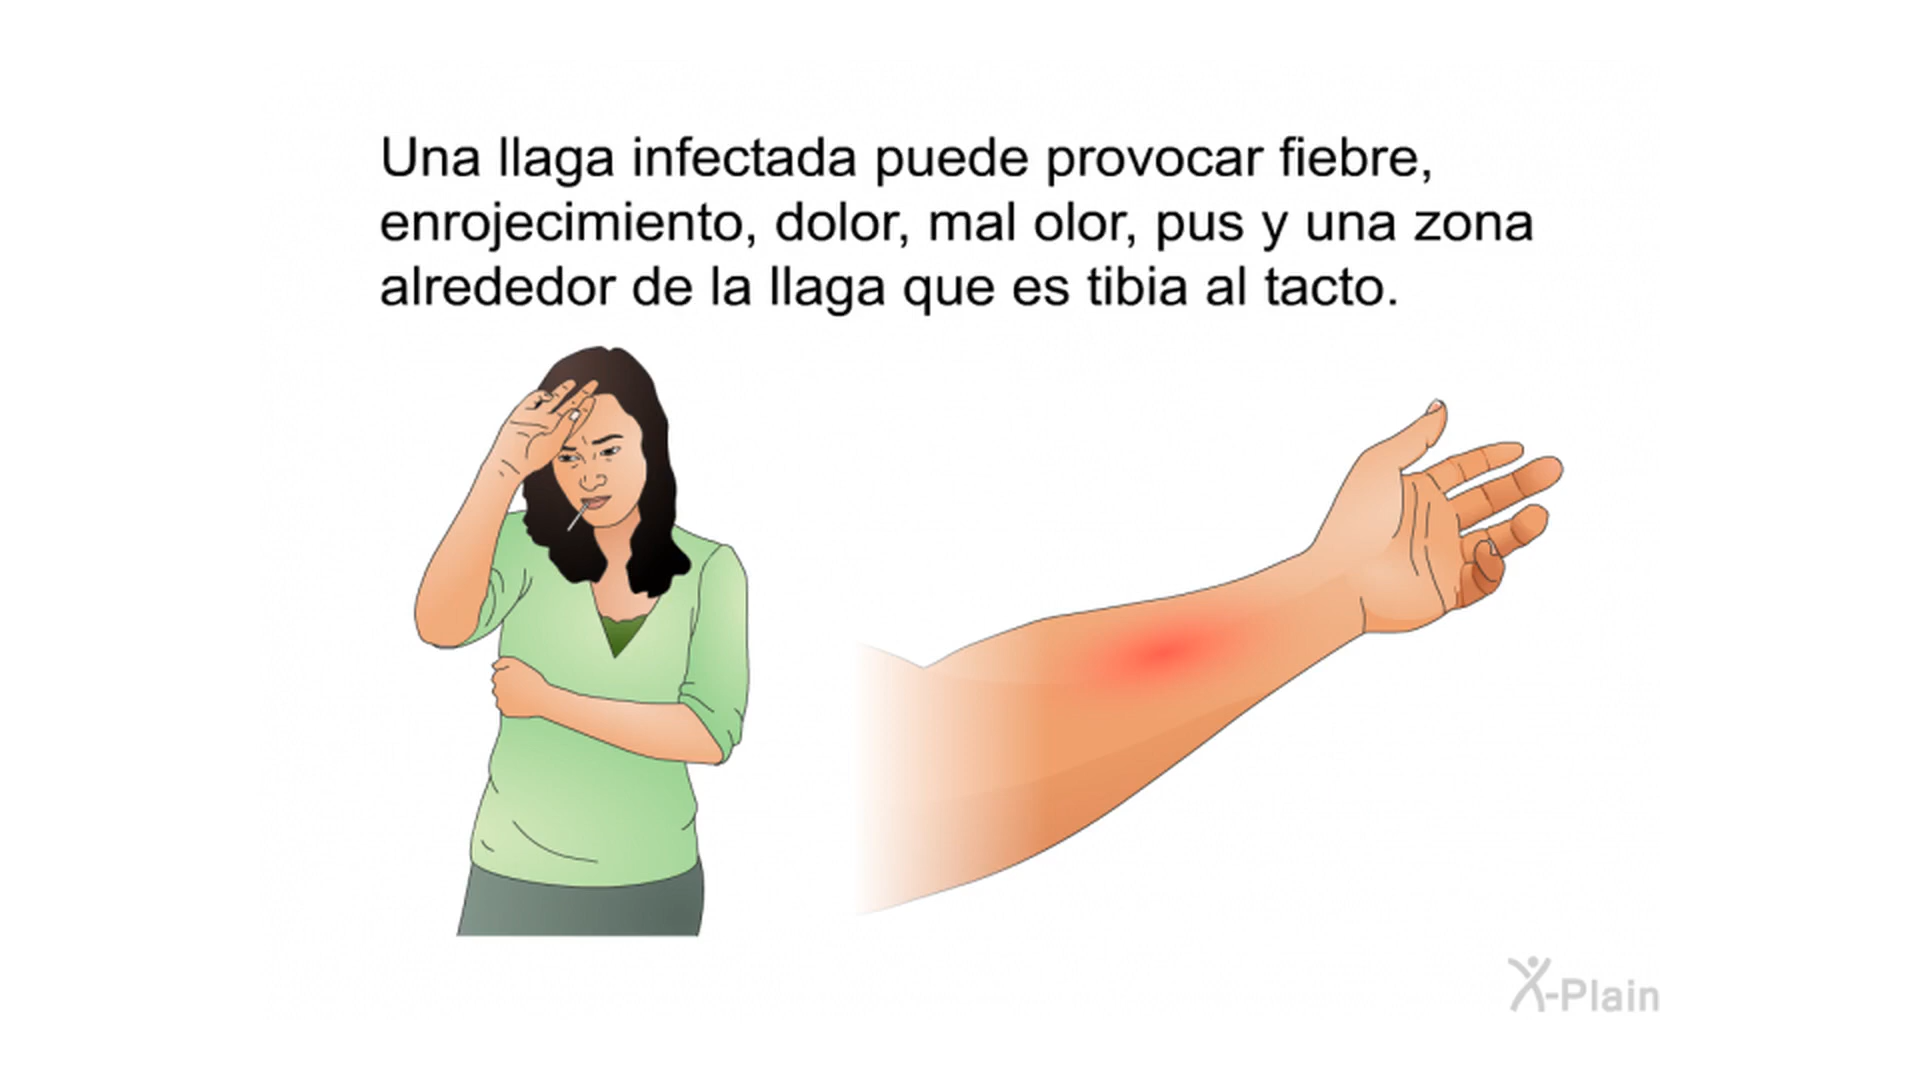 Una llaga infectada puede provocar fiebre,
enrojecimiento, dolor, mal olor, pus y una zona
alrededor de la llaga que es tibia al tacto.
X-Plain